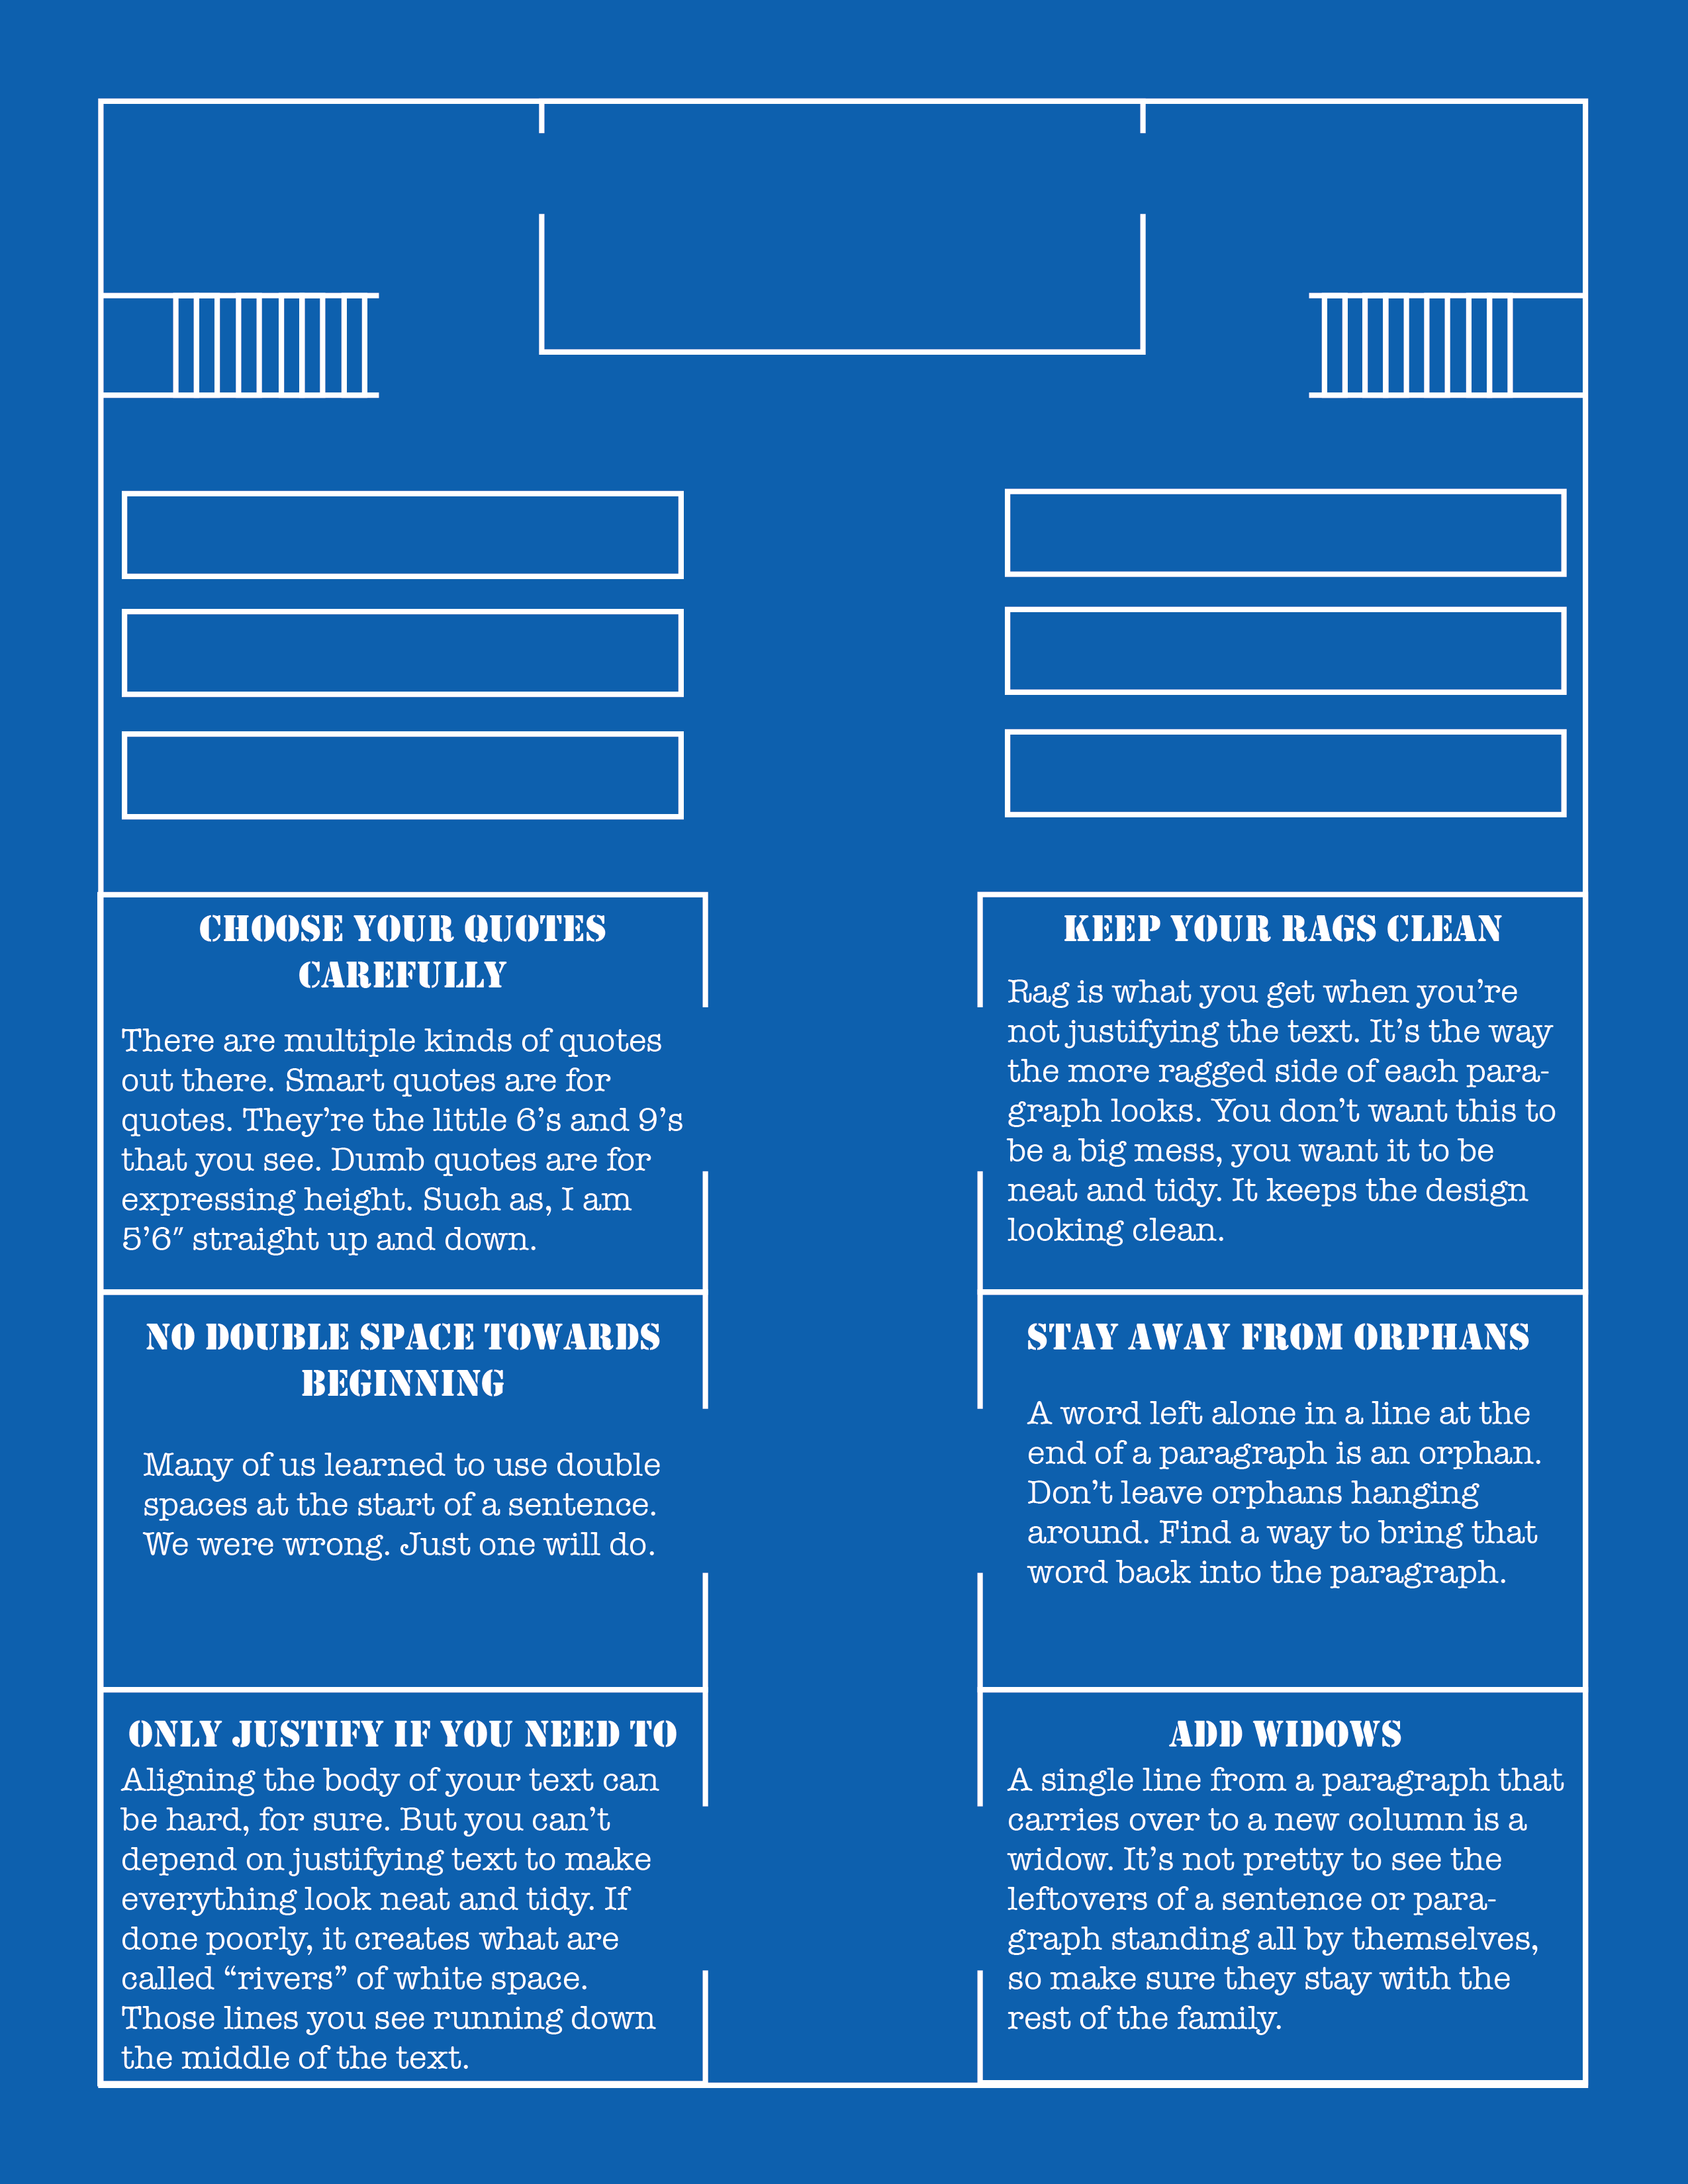 CHOOSE YOUR QUOTES
CAREFULLY
There are multiple kinds of quotes
out there. Smart quotes are for
quotes. They’re the little 6’s and 9’s
that you see. Dumb quotes are for
expressing height. Such as, I am
5’6″ straight up and down.
NO DOUBLE SPACE TOWARDS
BEGINNING
Many of us learned to use double
spaces at the start of a sentence.
We were wrong. Just one will do.
ONLY JUSTIFY IF YOU NEED TO
Aligning the body of your text can
be hard, for sure. But you can’t
depend on justifying text to make
everything look neat and tidy. If
done poorly, it creates what are
called “rivers” of white space.
Those lines you see running down
the middle of the text.
KEEP YOUR RAGS CLEAN
Rag is what you get when you’re
not justifying the text. It’s the way
the more ragged side of each para-
graph looks. You don’t want this to
be a big mess, you want it to be
neat and tidy. It keeps the design
looking clean.
STAY AWAY FROM ORPHANS
A word left alone in a line at the
end of a paragraph is an orphan.
Don’t leave orphans hanging
around. Find a way to bring that
word back into the paragraph.
ADD WIDOWS
A single line from a paragraph that
carries over to a new column is a
widow. It’s not pretty to see the
leftovers of a sentence or para-
graph standing all by themselves,
so make sure they stay with the
rest of the family.